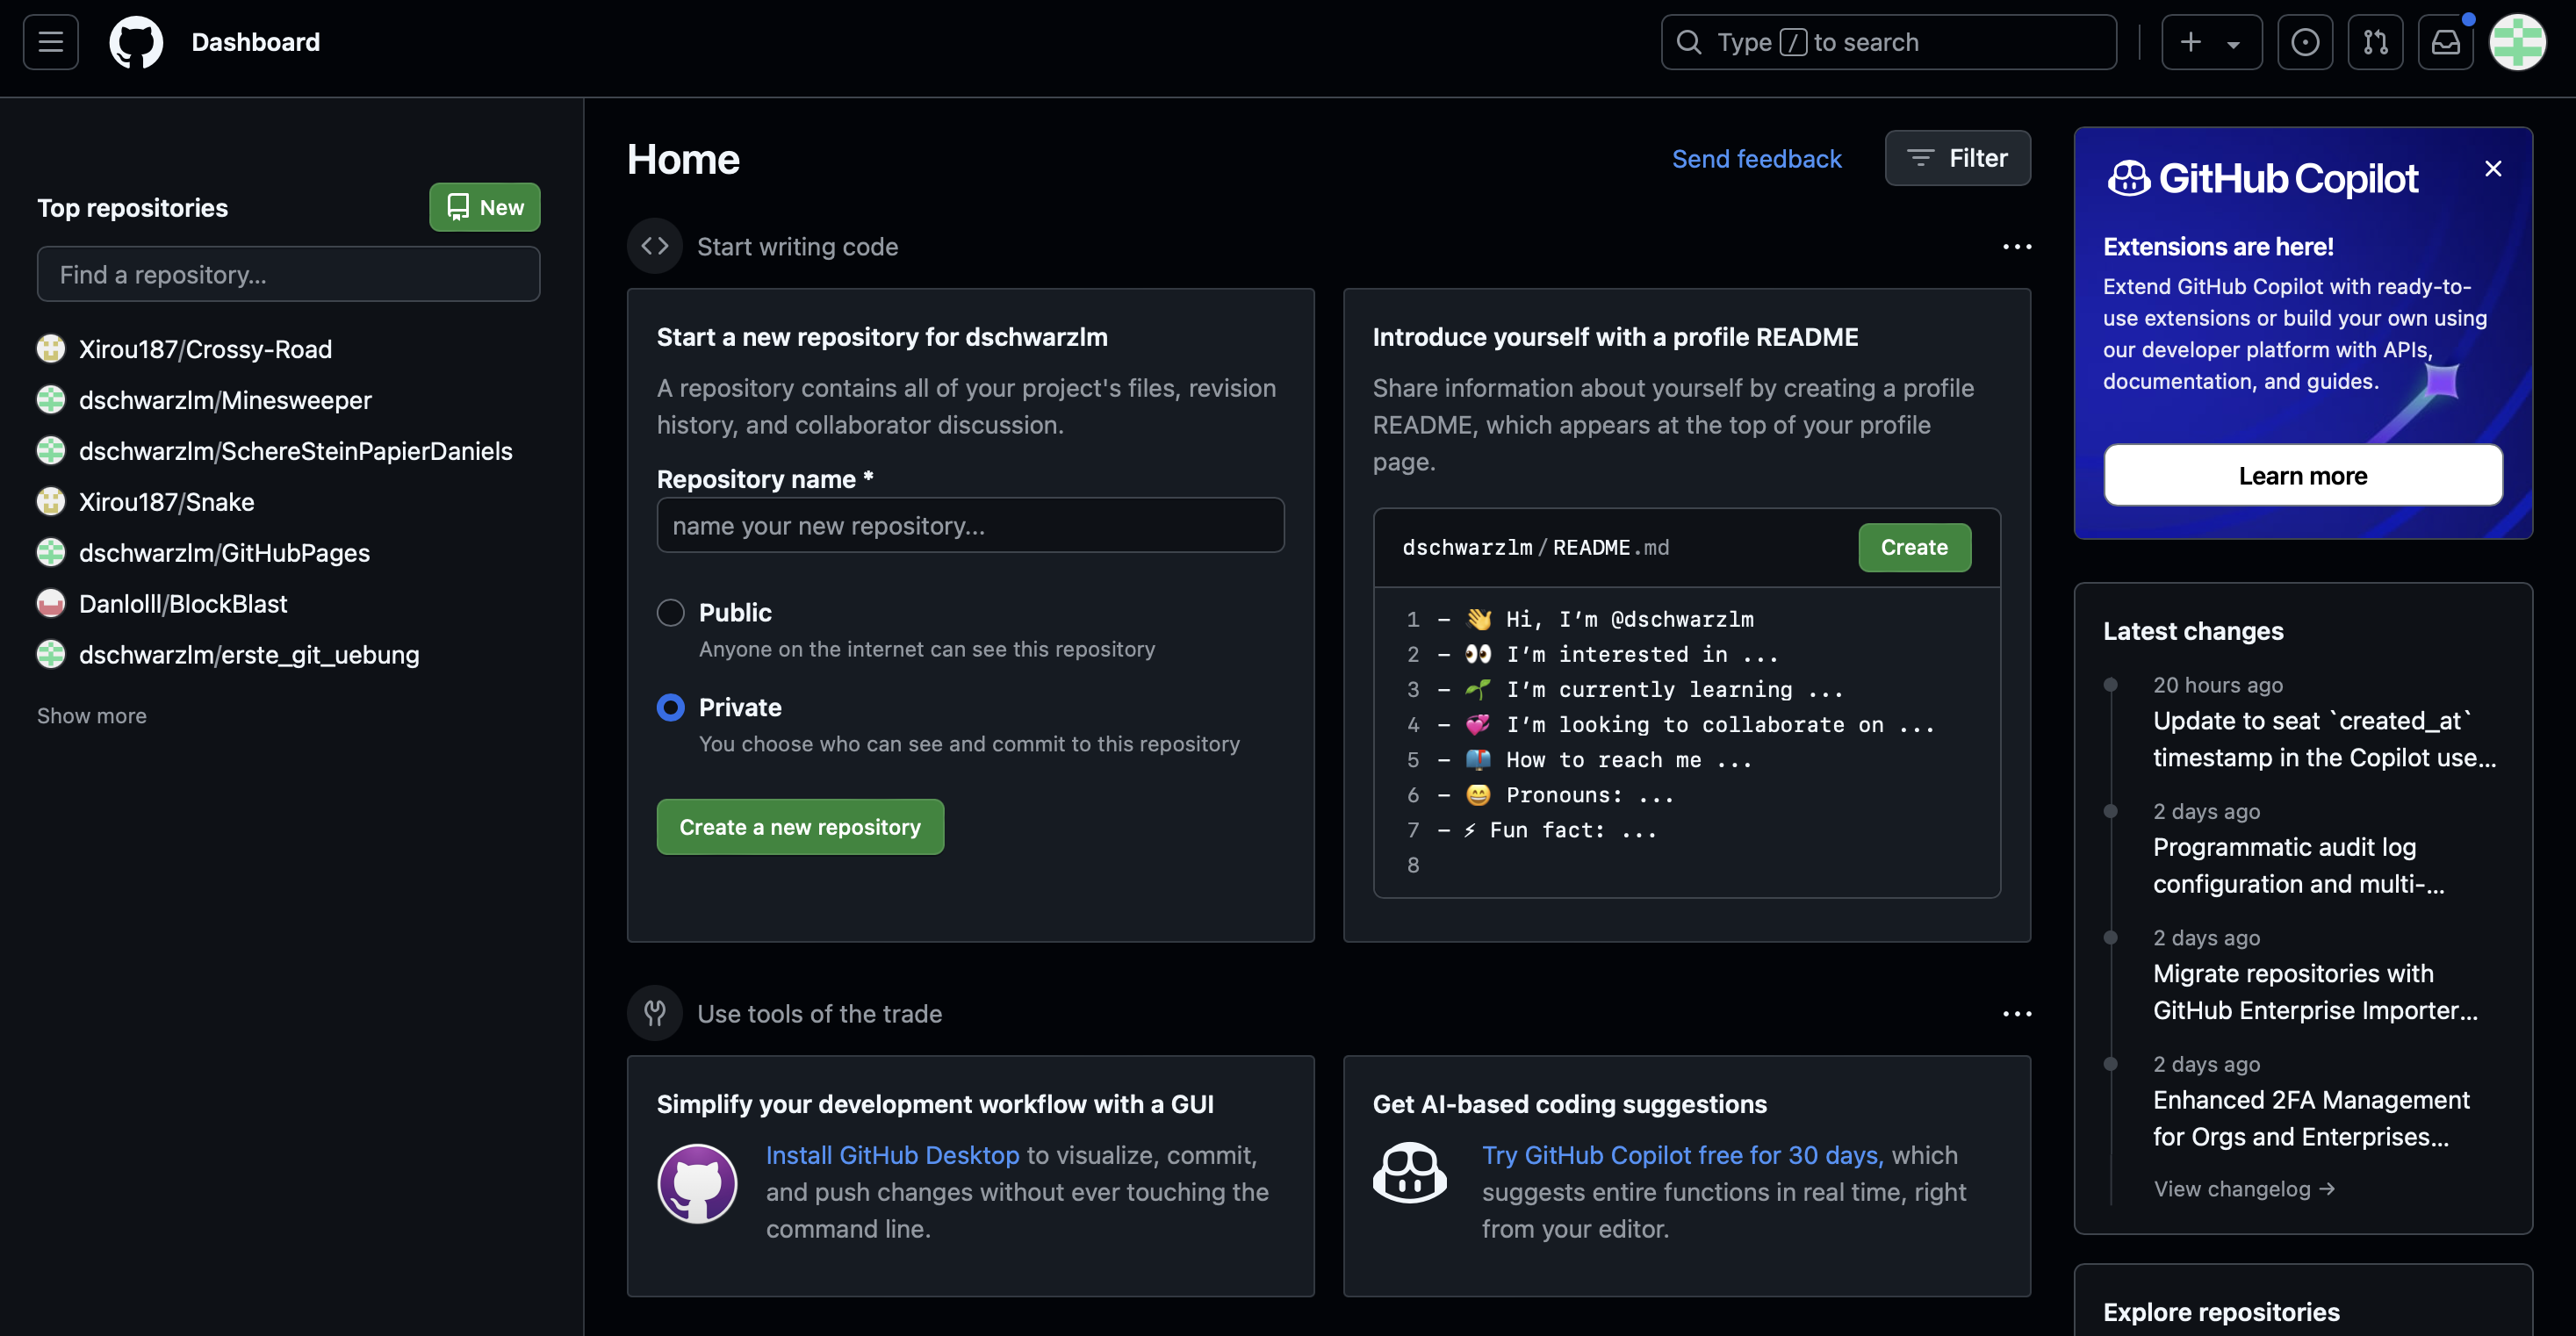 Dashboard
Type / to search
Top repositories
New
Find a repository...
Xirou187/Crossy-Road
dschwarzlm/Minesweeper
dschwarzlm/SchereSteinPapierDaniels
Xirou187/Snake
dschwarzlm/GitHubPages
Danlolll/BlockBlast
dschwarzlm/erste_git_uebung
Show more
Home
Send feedback
Filter
Start writing code
Start a new repository for dschwarzlm
A repository contains all of your project's files, revision
history, and collaborator discussion.
Repository name *
name your new repository...
Public
Anyone on the internet can see this repository
Private
You choose who can see and commit to this repository
Create a new repository
Introduce yourself with a profile README
Share information about yourself by creating a profile
README, which appears at the top of your profile
page.
dschwarzlm/README.md
Create
1 - 👋 Hi, I’m @dschwarzlm
2 - 👀 I’m interested in ...
3 - 🌱 I’m currently learning ...
4 - 💞️ I’m looking to collaborate on ...
5 - 📫 How to reach me ...
6 - 😄 Pronouns: ...
7 - ⚡ Fun fact: ...
8
Use tools of the trade
Simplify your development workflow with a GUI
Install GitHub Desktop to visualize, commit,
and push changes without ever touching the
command line.
Get AI-based coding suggestions
Try GitHub Copilot free for 30 days, which
suggests entire functions in real time, right
from your editor.
GitHub Copilot
Extensions are here!
Extend GitHub Copilot with ready-to-
use extensions or build your own using
our developer platform with APIs,
documentation, and guides.
Learn more
Latest changes
20 hours ago
Update to seat `created_at`
timestamp in the Copilot use...
2 days ago
Programmatic audit log
configuration and multi-...
2 days ago
Migrate repositories with
GitHub Enterprise Importer...
2 days ago
Enhanced 2FA Management
for Orgs and Enterprises...
View changelog →
Explore repositories